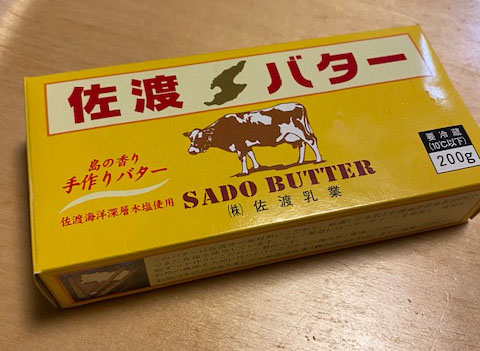 佐渡バター
島の香り
手作りバター
佐渡海洋深層水塩使用
SADO BUTTER
㈱佐渡乳業
要冷蔵
(10℃以下)
200g